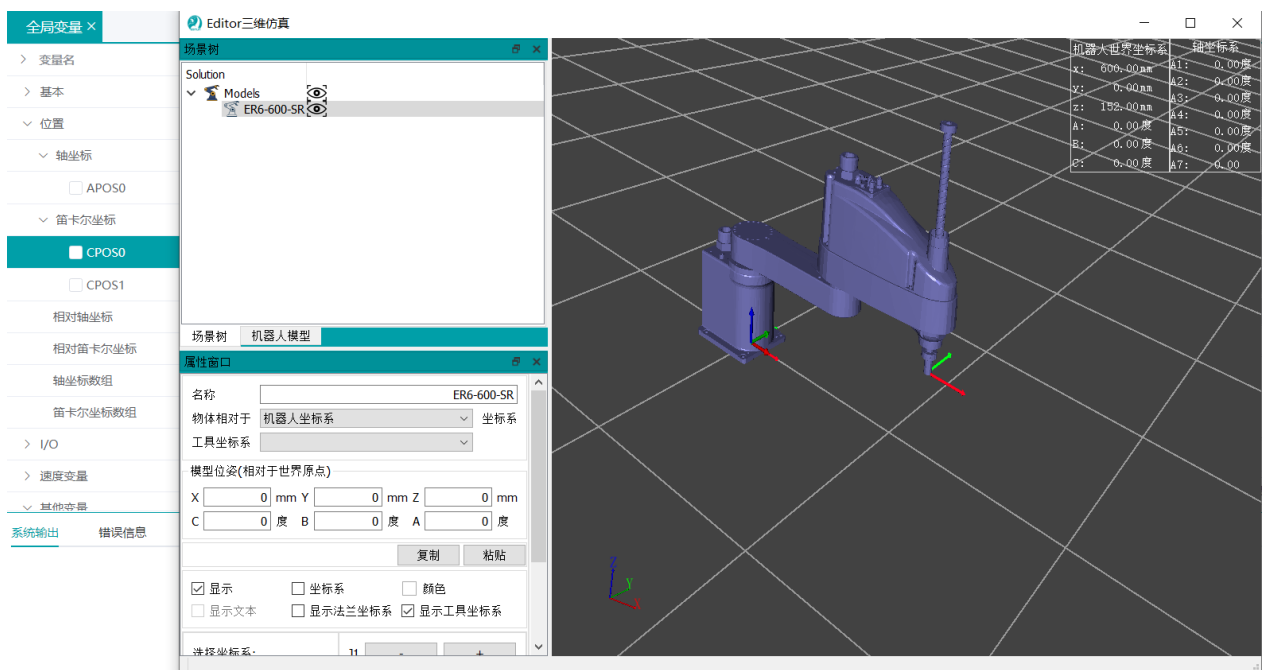 全局变量 ×
变量名
基本
位置
轴坐标
APOS0
笛卡尔坐标
CPOS0
CPOS1
相对轴坐标
相对笛卡尔坐标
轴坐标数组
笛卡尔坐标数组
I/O
速度变量
其他变量
系统输出 错误信息
Editor三维仿真
场景树
Solution
Models
ER6-600-SR
场景树 机器人模型
属性窗口
名称 ER6-600-SR
物体相对于 机器人坐标系 坐标系
工具坐标系
模型位姿(相对于世界原点)
X 0 mm Y 0 mm Z 0 mm
C 0 度 B 0 度 A 0 度
复制 粘贴
显示 坐标系 颜色
显示文本 显示法兰坐标系 显示工具坐标系
选择坐标系: J1 - +
机器人世界坐标系 轴坐标系
x: 600.00mm A1: 0.00度
y: 0.00mm A2: 0.00度
z: 152.00mm A3: 0.00度
A: 0.00度 A4: 0.00度
B: 0.00度 A5: 0.00度
C: 0.00度 A6: 0.00度
A7: 0.00
Z
Y
X